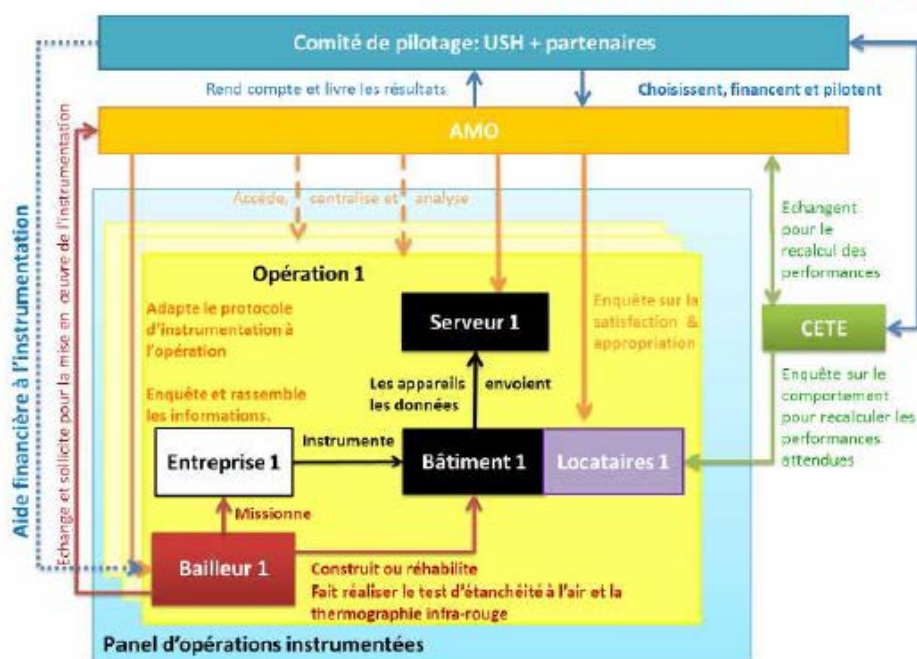 Comité de pilotage: USH + partenaires
Rend compte et livre les résultats
Choisissent, financent et pilotent
AMO
Aide financière à l'instrumentation
Echange et sollicite pour la mise en œuvre de l'instrumentation
Accède, centralise et analyse
Echangent
pour le
recalcul des
performances
Opération 1
Adapte le protocole
d'instrumentation à
l'opération
Serveur 1
Enquête sur la
satisfaction &
appropriation
CETE
Enquête et rassemble
les informations.
Les appareils envoient
les données
Enquête sur le
comportement
pour recalculer les
performances
attendues
Entreprise 1
Instrumente
Bâtiment 1
Locataires 1
Missionne
Bailleur 1
Construit ou réhabilite
Fait réaliser le test d'étanchéité à l'air et la
thermographie infra-rouge
Panel d'opérations instrumentées